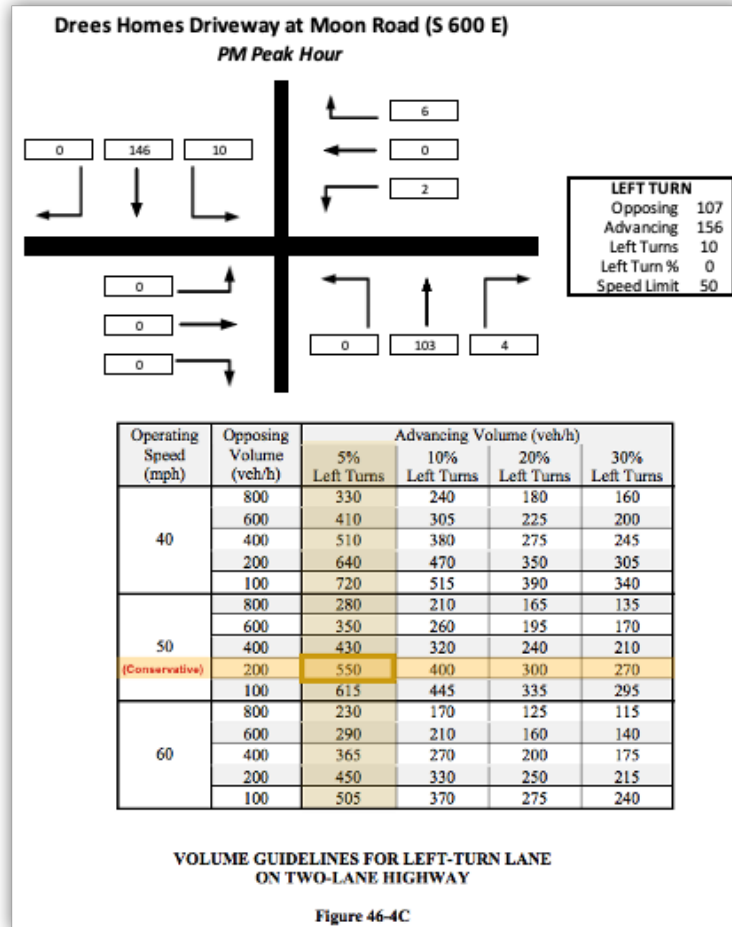 Drees Homes Driveway at Moon Road (S 600 E)
PM Peak Hour
6
0 146 10 0
2
LEFT TURN
Opposing 107
Advancing 156
Left Turns 10
Left Turn % 0
Speed Limit 50
0
0
0
0 103 4
Operating Speed (mph) Opposing Volume (veh/h) Advancing Volume (veh/h)
5% Left Turns 10% Left Turns 20% Left Turns 30% Left Turns
40
800 330 240 180 160
600 410 305 225 200
400 510 380 275 245
200 640 470 350 305
100 720 515 390 340
50
(Conservative)
800 280 210 165 135
600 350 260 195 170
400 430 320 240 210
200 550 400 300 270
100 615 445 335 295
60
800 230 170 125 115
600 290 210 160 140
400 365 270 200 175
200 450 330 250 215
100 505 370 275 240
VOLUME GUIDELINES FOR LEFT-TURN LANE
ON TWO-LANE HIGHWAY
Figure 46-4C